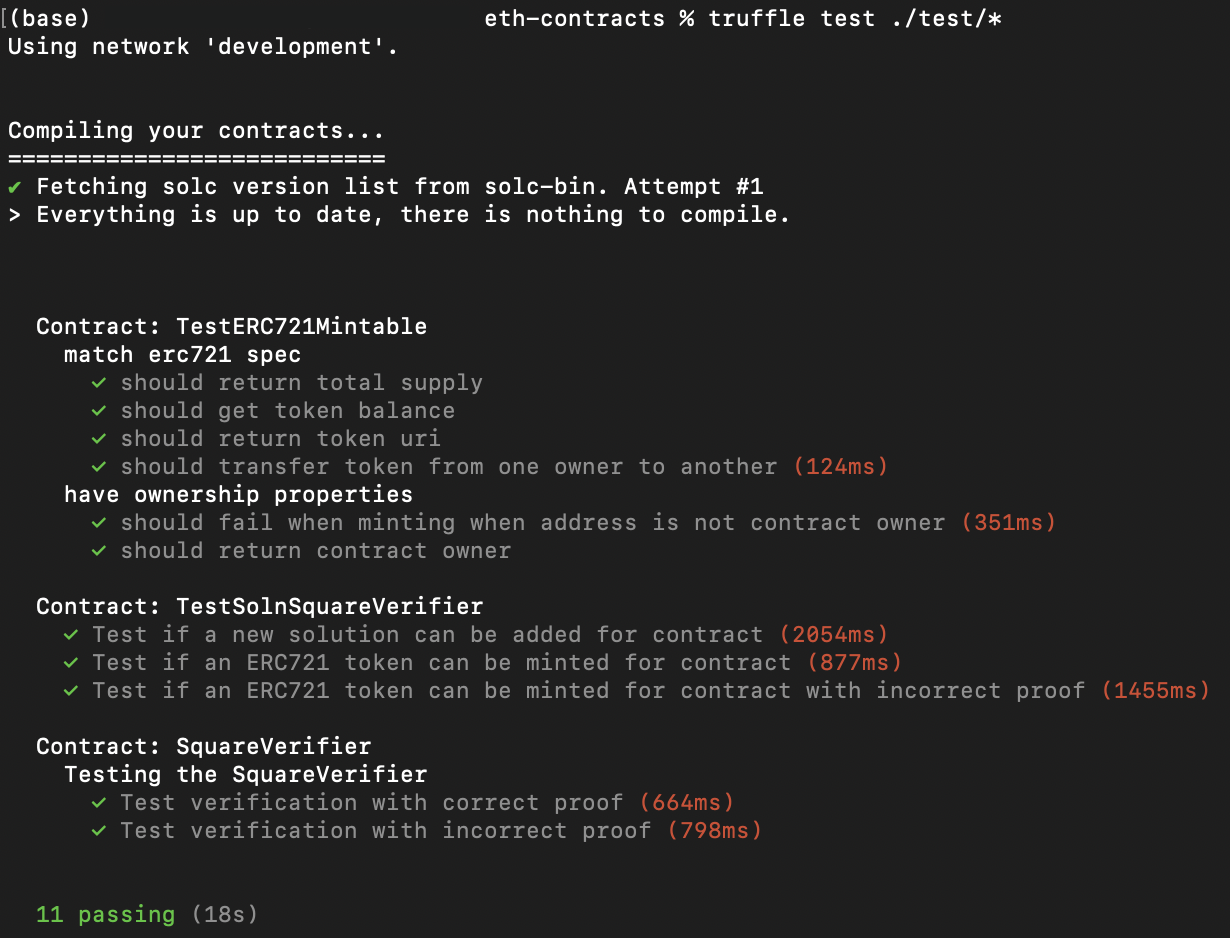 [(base) eth-contracts % truffle test ./test/*
Using network 'development'.
Compiling your contracts...
===========================
✔ Fetching solc version list from solc-bin. Attempt #1
> Everything is up to date, there is nothing to compile.
Contract: TestERC721Mintable
match erc721 spec
✓ should return total supply
✓ should get token balance
✓ should return token uri
✓ should transfer token from one owner to another (124ms)
have ownership properties
✓ should fail when minting when address is not contract owner (351ms)
✓ should return contract owner
Contract: TestSolnSquareVerifier
✓ Test if a new solution can be added for contract (2054ms)
✓ Test if an ERC721 token can be minted for contract (877ms)
✓ Test if an ERC721 token can be minted for contract with incorrect proof (1455ms)
Contract: SquareVerifier
Testing the SquareVerifier
✓ Test verification with correct proof (664ms)
✓ Test verification with incorrect proof (798ms)
11 passing (18s)